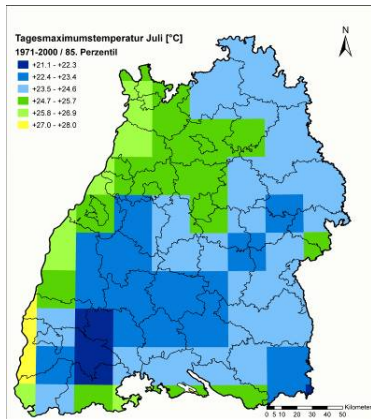 Tagesmaximumstemperatur Juli [°C]
1971-2000 / 85. Perzentil
+21.1 - +22.3
+22.4 - +23.4
+23.5 - +24.6
+24.7 - +25.7
+25.8 - +26.9
+27.0 - +28.0
N
Kilometer
0 5 10 20 30 40 50